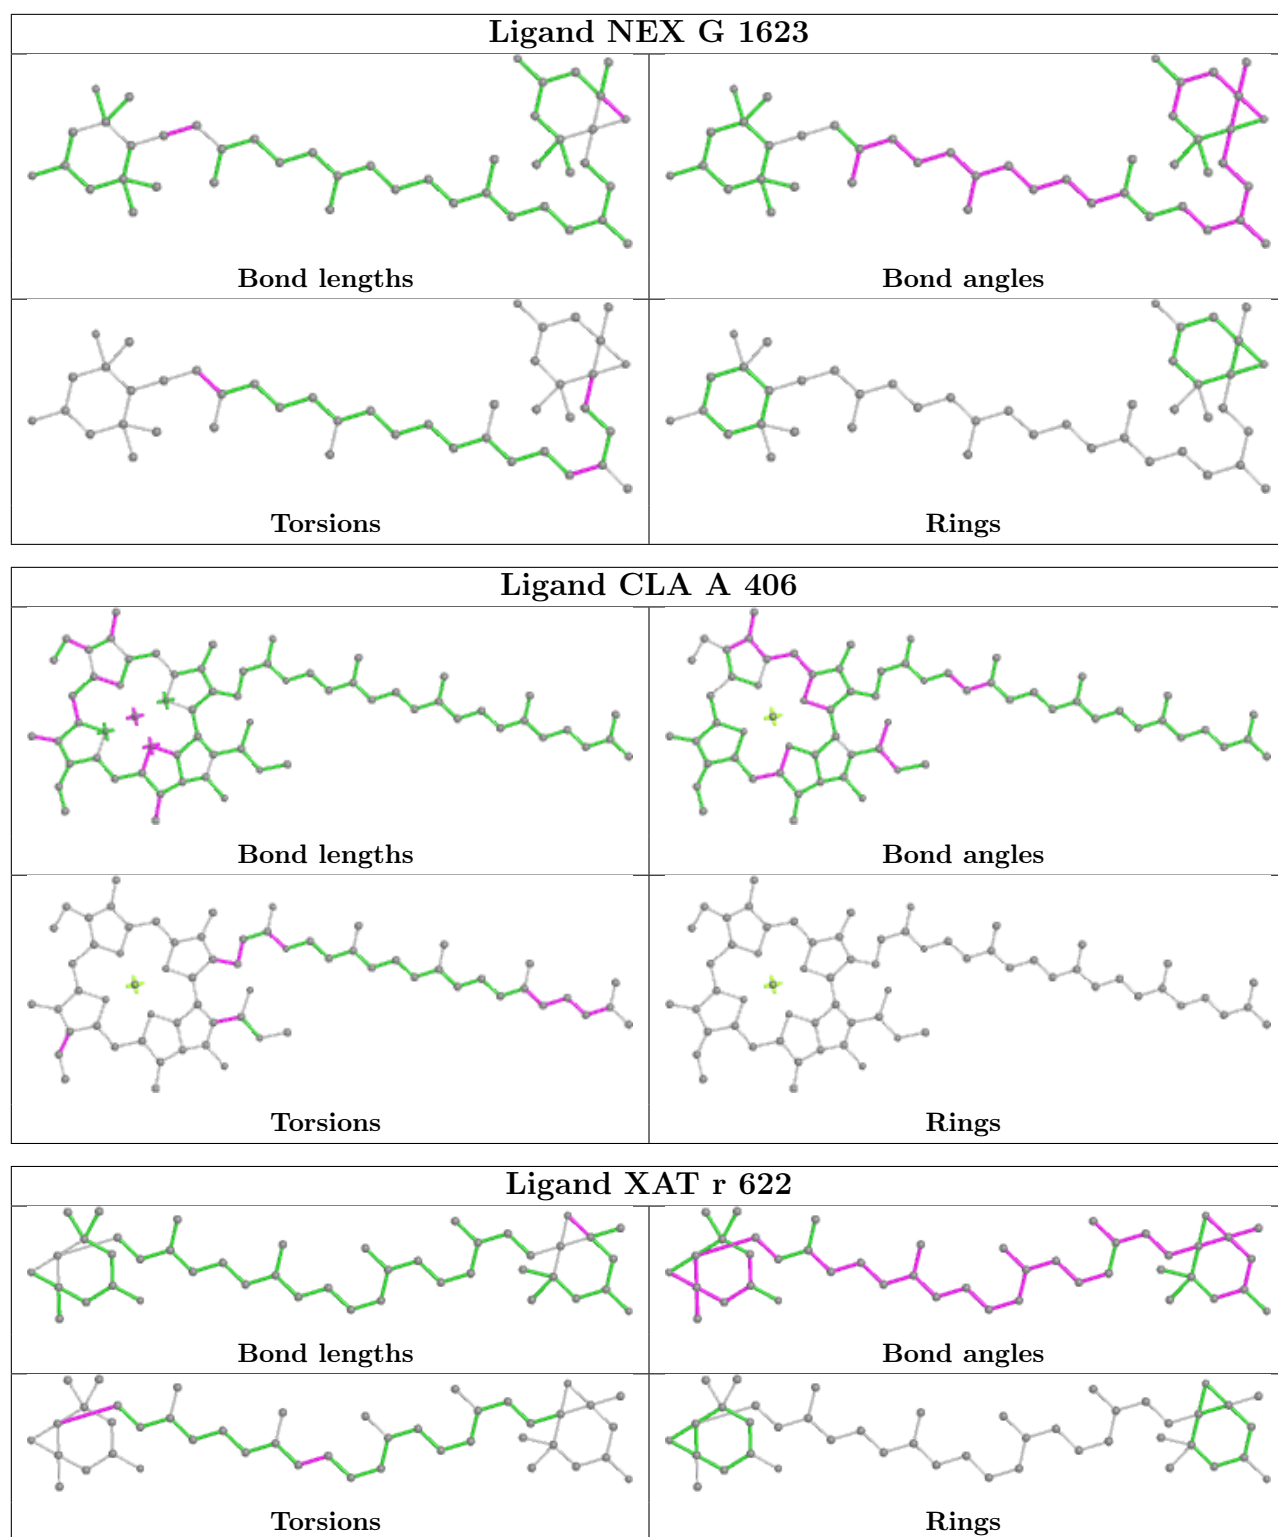 Ligand NEX G 1623
Bond lengths
Bond angles
Torsions
Rings
Ligand CLA A 406
Bond lengths
Bond angles
Torsions
Rings
Ligand XAT r 622
Bond lengths
Bond angles
Torsions
Rings